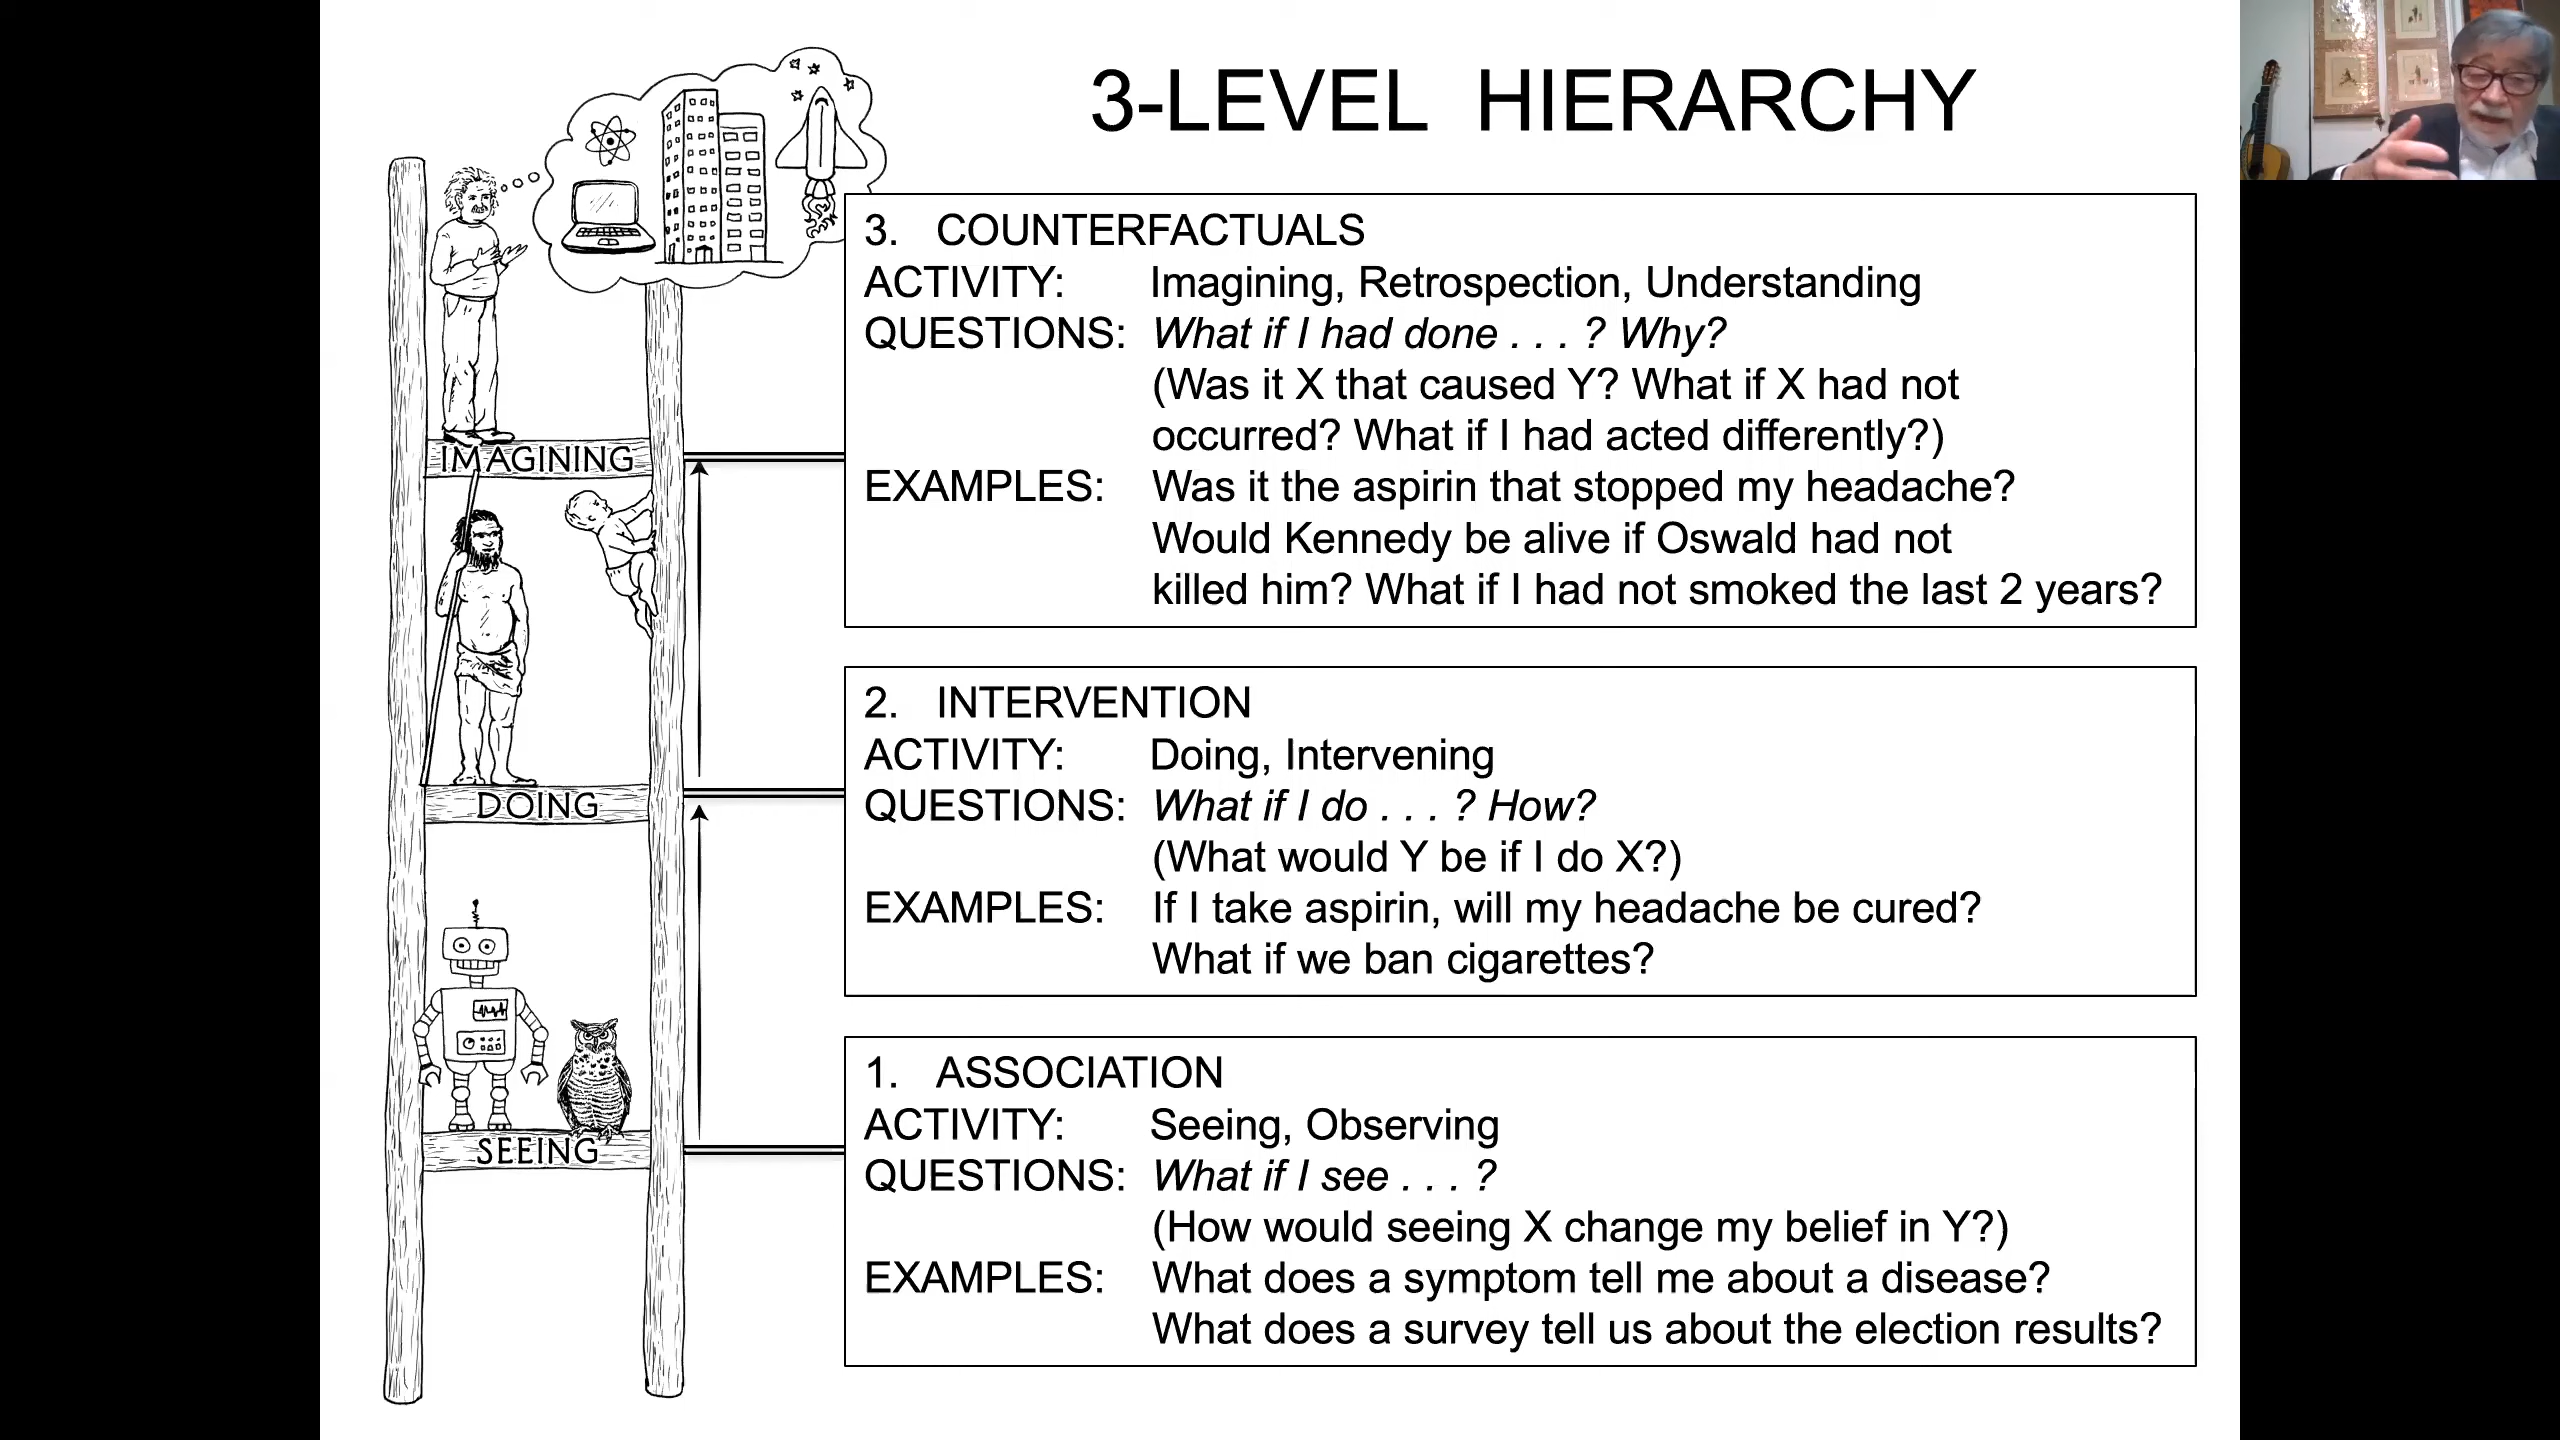 3-LEVEL HIERARCHY
3. COUNTERFACTUALS
ACTIVITY: Imagining, Retrospection, Understanding
QUESTIONS: What if I had done . . . ? Why?
(Was it X that caused Y? What if X had not
occurred? What if I had acted differently?)
EXAMPLES: Was it the aspirin that stopped my headache?
Would Kennedy be alive if Oswald had not
killed him? What if I had not smoked the last 2 years?
IMAGINING
2. INTERVENTION
ACTIVITY: Doing, Intervening
QUESTIONS: What if I do . . . ? How?
(What would Y be if I do X?)
EXAMPLES: If I take aspirin, will my headache be cured?
What if we ban cigarettes?
DOING
1. ASSOCIATION
ACTIVITY: Seeing, Observing
QUESTIONS: What if I see . . . ?
(How would seeing X change my belief in Y?)
EXAMPLES: What does a symptom tell me about a disease?
What does a survey tell us about the election results?
SEEING